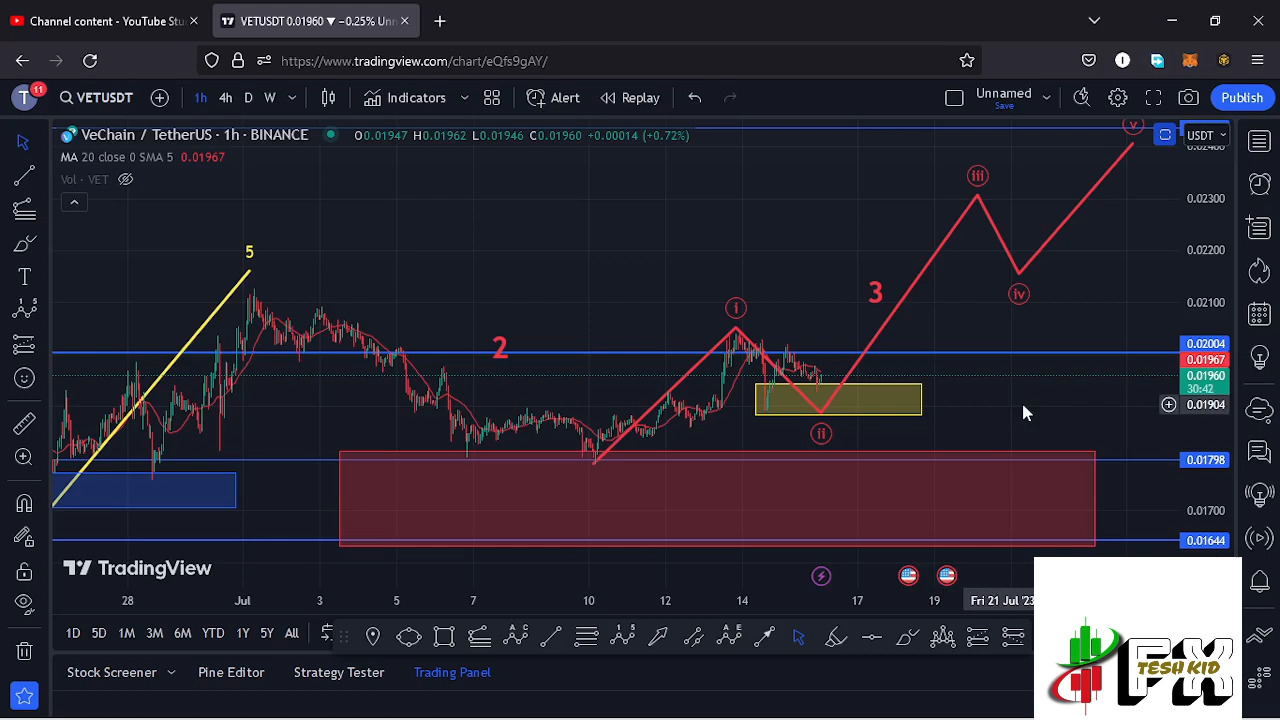 Channel content - YouTube Stu
VETUSDT 0.01960 ▼ −0.25% Unn
https://www.tradingview.com/chart/eQfs9gAY/
T 11 VETUSDT 1h 4h D W Indicators Alert Replay Unnamed Save Publish
VeChain / TetherUS · 1h · BINANCE O0.01947 H0.01962 L0.01946 C0.01960 +0.00014 (+0.72%) USDT
MA 20 close 0 SMA 5 0.01967
Vol · VET
v
iii
0.02300
5
0.02200
3
iv
i
0.02100
2
0.02004
0.01967
0.01960
30:42
0.01904
ii
0.01798
0.01700
0.01644
TradingView
28 Jul 3 5 7 10 12 14 17 19 Fri 21 Jul '23
1D 5D 1M 3M 6M YTD 1Y 5Y All
Stock Screener Pine Editor Strategy Tester Trading Panel
FX
TESH KID